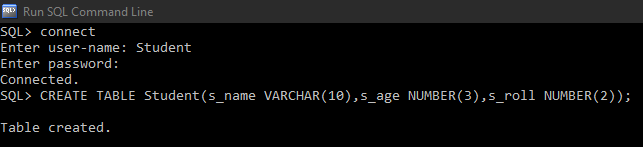 SQL> Run SQL Command Line
SQL> connect
Enter user-name: Student
Enter password:
Connected.
SQL> CREATE TABLE Student(s_name VARCHAR(10),s_age NUMBER(3),s_roll NUMBER(2));
Table created.